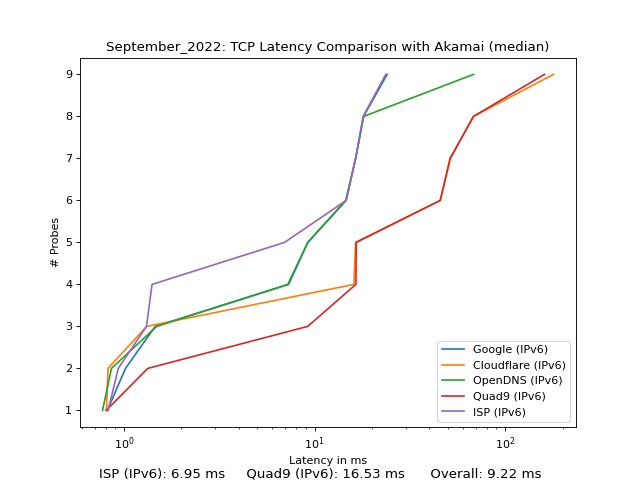 September_2022: TCP Latency Comparison with Akamai (median)
# Probes
9
8
7
6
5
4
3
2
1
Google (IPv6)
Cloudflare (IPv6)
OpenDNS (IPv6)
Quad9 (IPv6)
ISP (IPv6)
10⁰ 10¹ 10²
Latency in ms
ISP (IPv6): 6.95 ms Quad9 (IPv6): 16.53 ms Overall: 9.22 ms